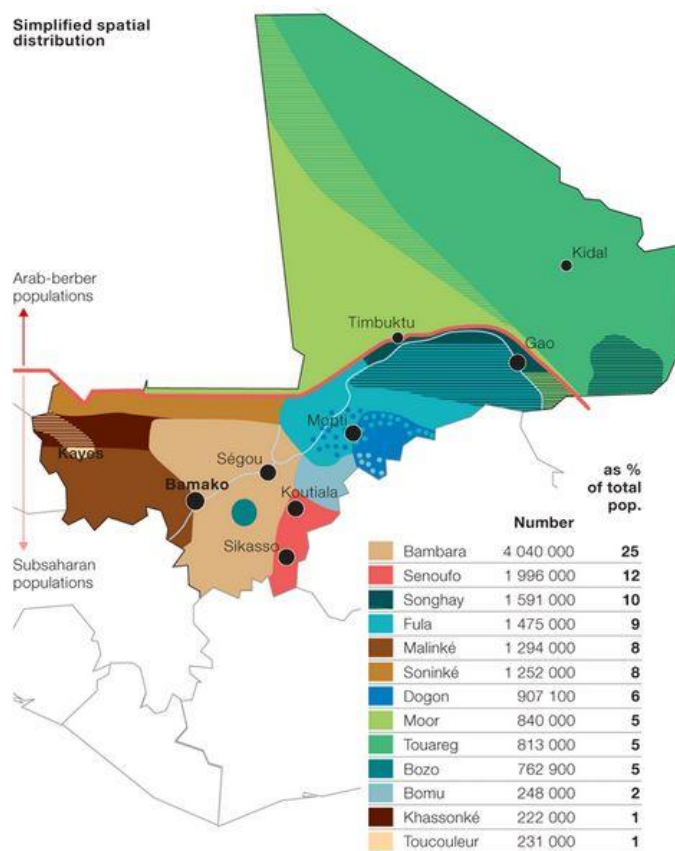 Simplified spatial
distribution
Kidal
Arab-berber
populations
Timbuktu
Gao
Mopti
Kayes
Ségou
Bamako
Koutiala
Sikasso
Subsaharan
populations
as %
of total
Number pop.
Bambara 4 040 000 25
Senoufo 1 996 000 12
Songhay 1 591 000 10
Fula 1 475 000 9
Malinké 1 294 000 8
Soninké 1 252 000 8
Dogon 907 100 6
Moor 840 000 5
Touareg 813 000 5
Bozo 762 900 5
Bomu 248 000 2
Khassonké 222 000 1
Toucouleur 231 000 1